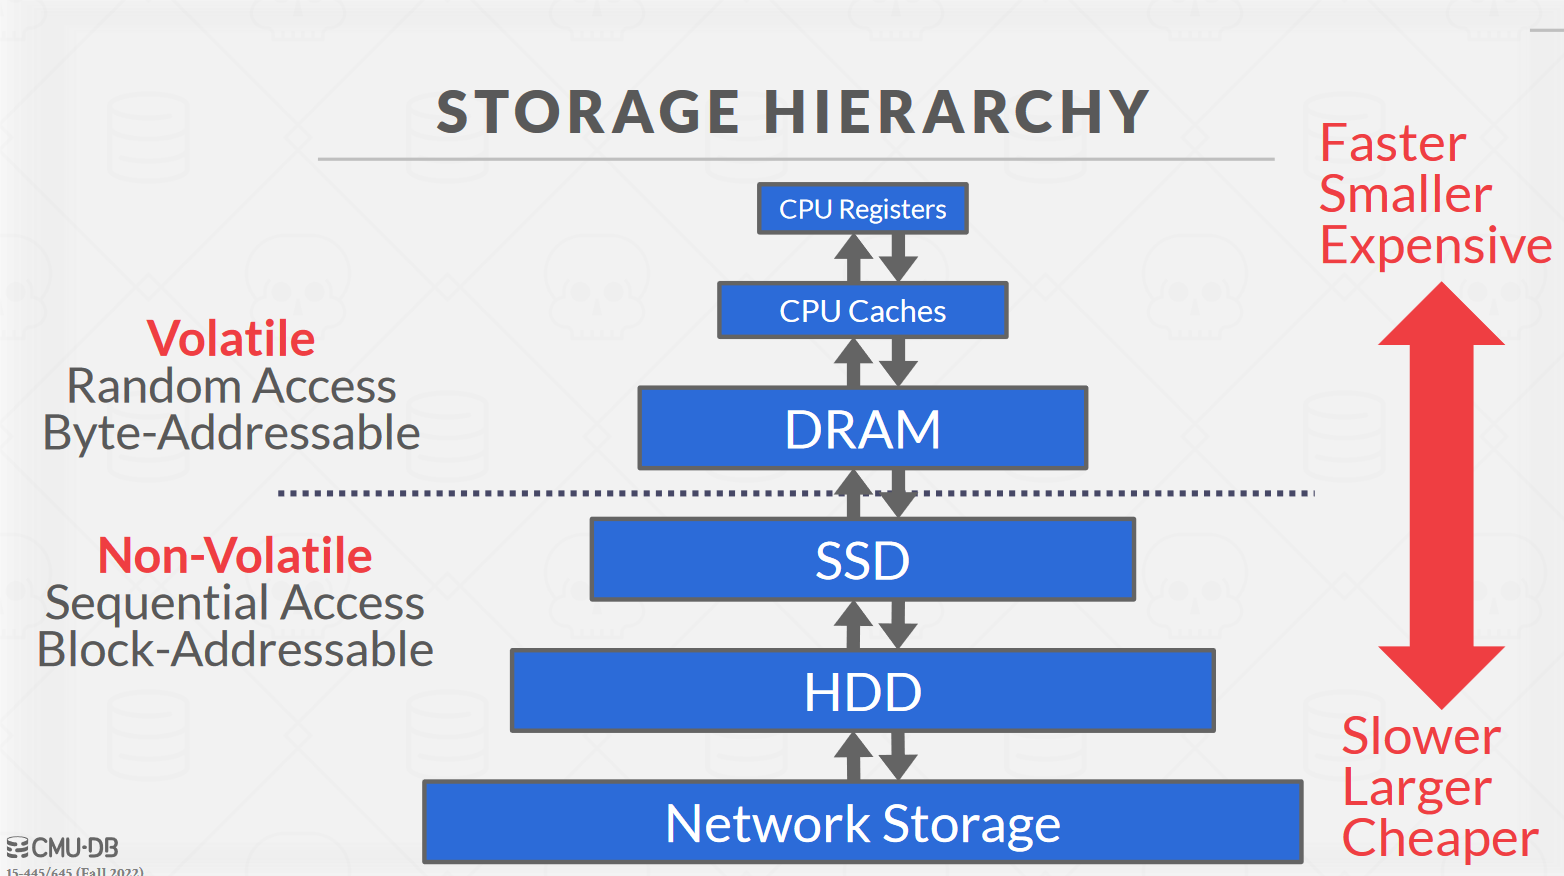 STORAGE HIERARCHY
Faster
Smaller
Expensive
CPU Registers
CPU Caches
Volatile
Random Access
Byte-Addressable
DRAM
Non-Volatile
Sequential Access
Block-Addressable
SSD
HDD
Network Storage
Slower
Larger
Cheaper
CMU·DB
15-445/645 (Fall 2022)